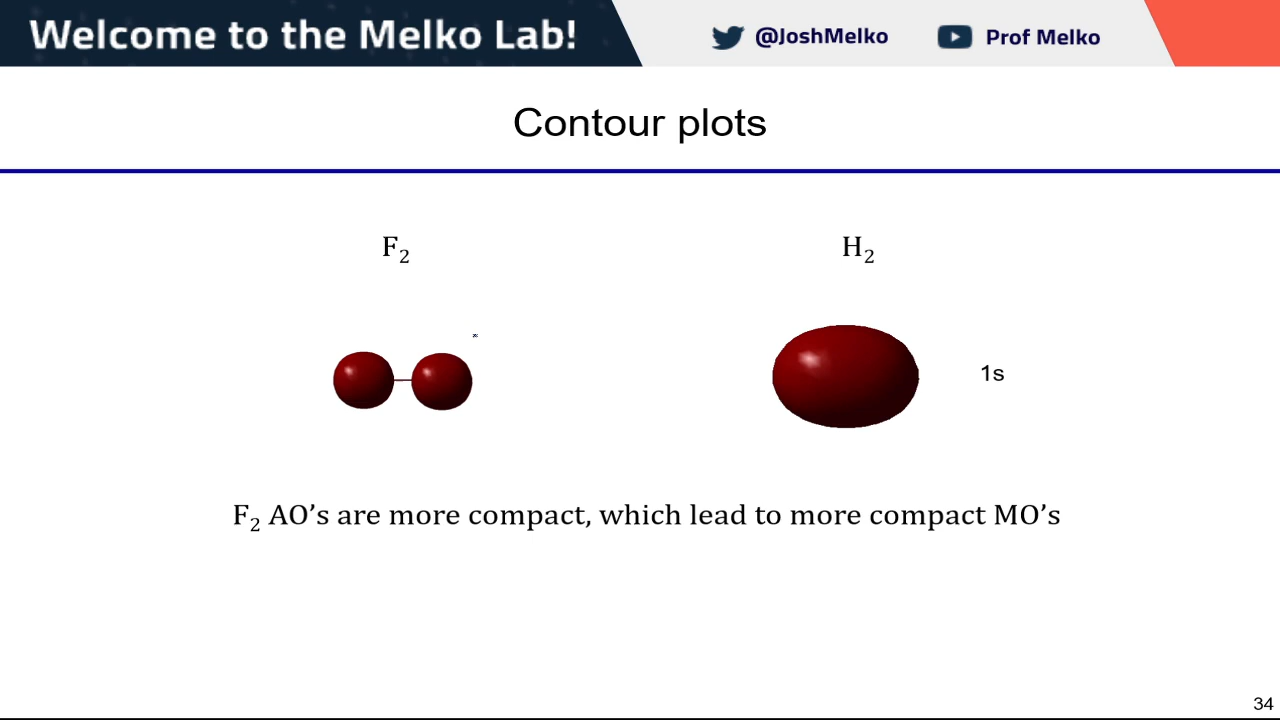 Welcome to the Melko Lab!
@JoshMelko
Prof Melko
Contour plots
F₂
H₂
1s
F₂ AO’s are more compact, which lead to more compact MO’s
34